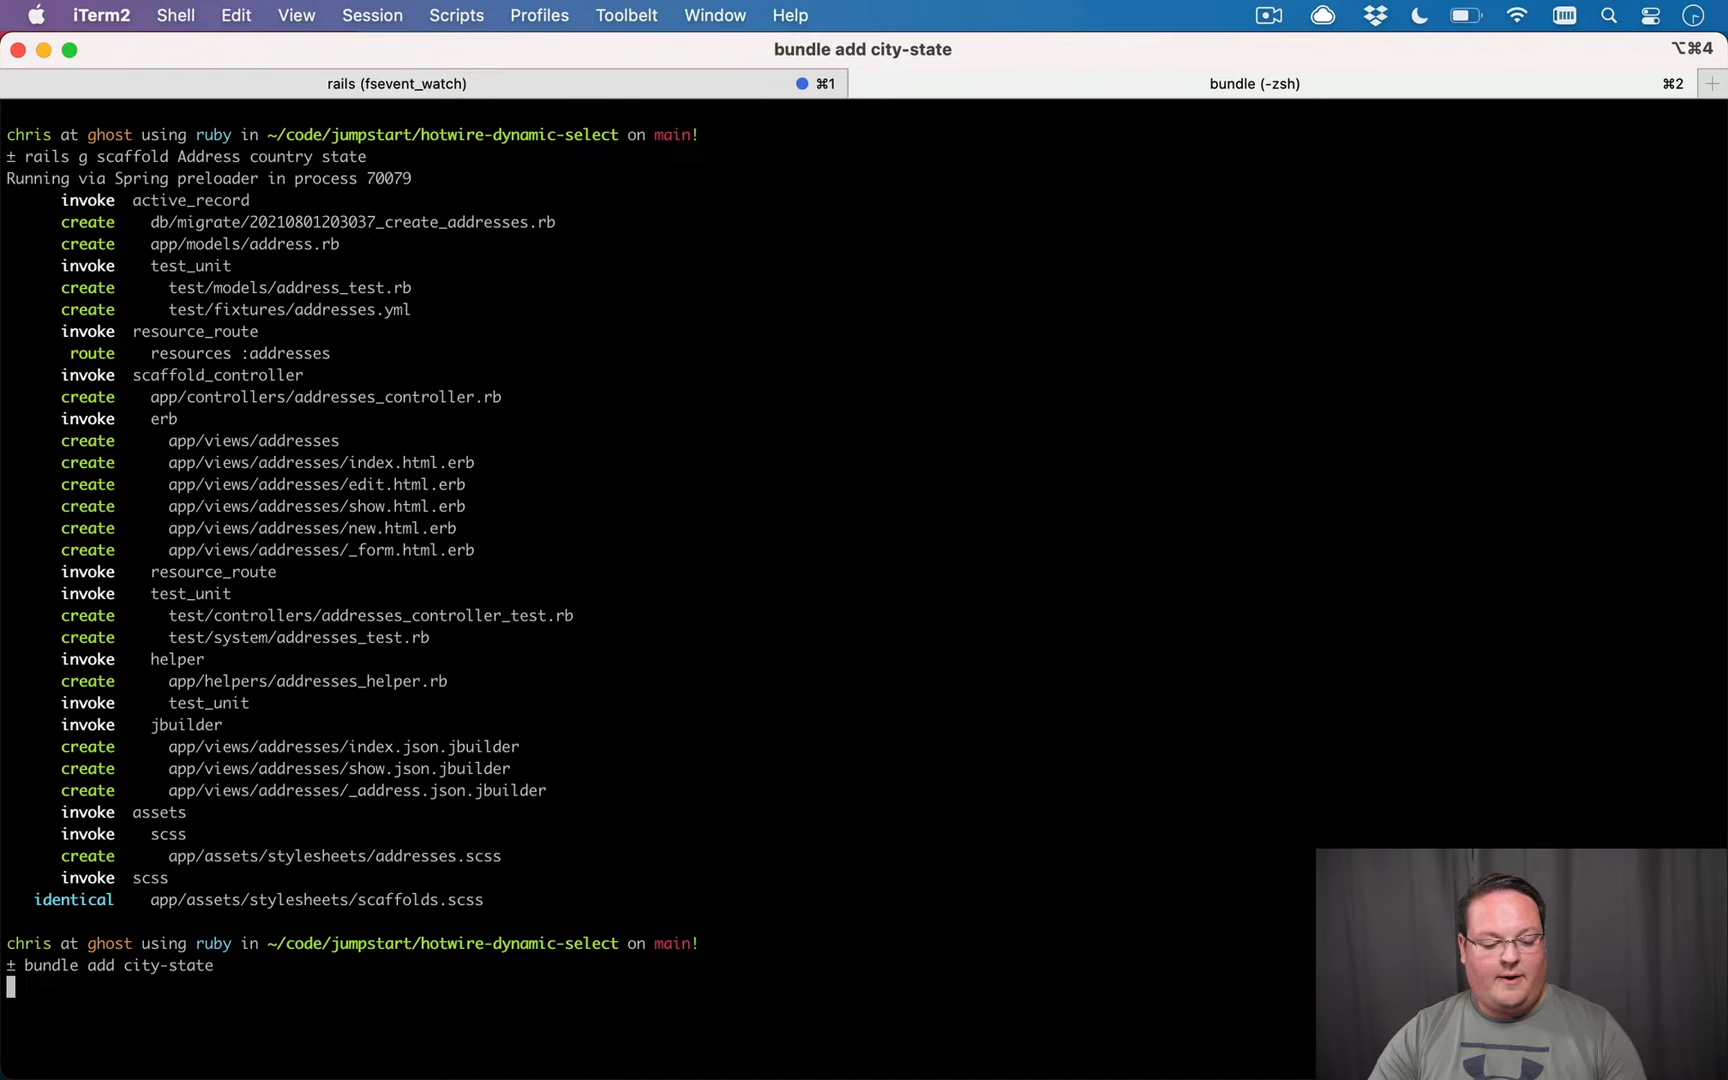 iTerm2 Shell Edit View Session Scripts Profiles Toolbelt Window Help
bundle add city-state ⌥⌘4
rails (fsevent_watch) ⌘1 bundle (-zsh) ⌘2
chris at ghost using ruby in ~/code/jumpstart/hotwire-dynamic-select on main!
± rails g scaffold Address country state
Running via Spring preloader in process 70079
invoke active_record
create db/migrate/20210801203037_create_addresses.rb
create app/models/address.rb
invoke test_unit
create test/models/address_test.rb
create test/fixtures/addresses.yml
invoke resource_route
route resources :addresses
invoke scaffold_controller
create app/controllers/addresses_controller.rb
invoke erb
create app/views/addresses
create app/views/addresses/index.html.erb
create app/views/addresses/edit.html.erb
create app/views/addresses/show.html.erb
create app/views/addresses/new.html.erb
create app/views/addresses/_form.html.erb
invoke resource_route
invoke test_unit
create test/controllers/addresses_controller_test.rb
create test/system/addresses_test.rb
invoke helper
create app/helpers/addresses_helper.rb
invoke test_unit
invoke jbuilder
create app/views/addresses/index.json.jbuilder
create app/views/addresses/show.json.jbuilder
create app/views/addresses/_address.json.jbuilder
invoke assets
invoke scss
create app/assets/stylesheets/addresses.scss
invoke scss
identical app/assets/stylesheets/scaffolds.scss
chris at ghost using ruby in ~/code/jumpstart/hotwire-dynamic-select on main!
± bundle add city-state